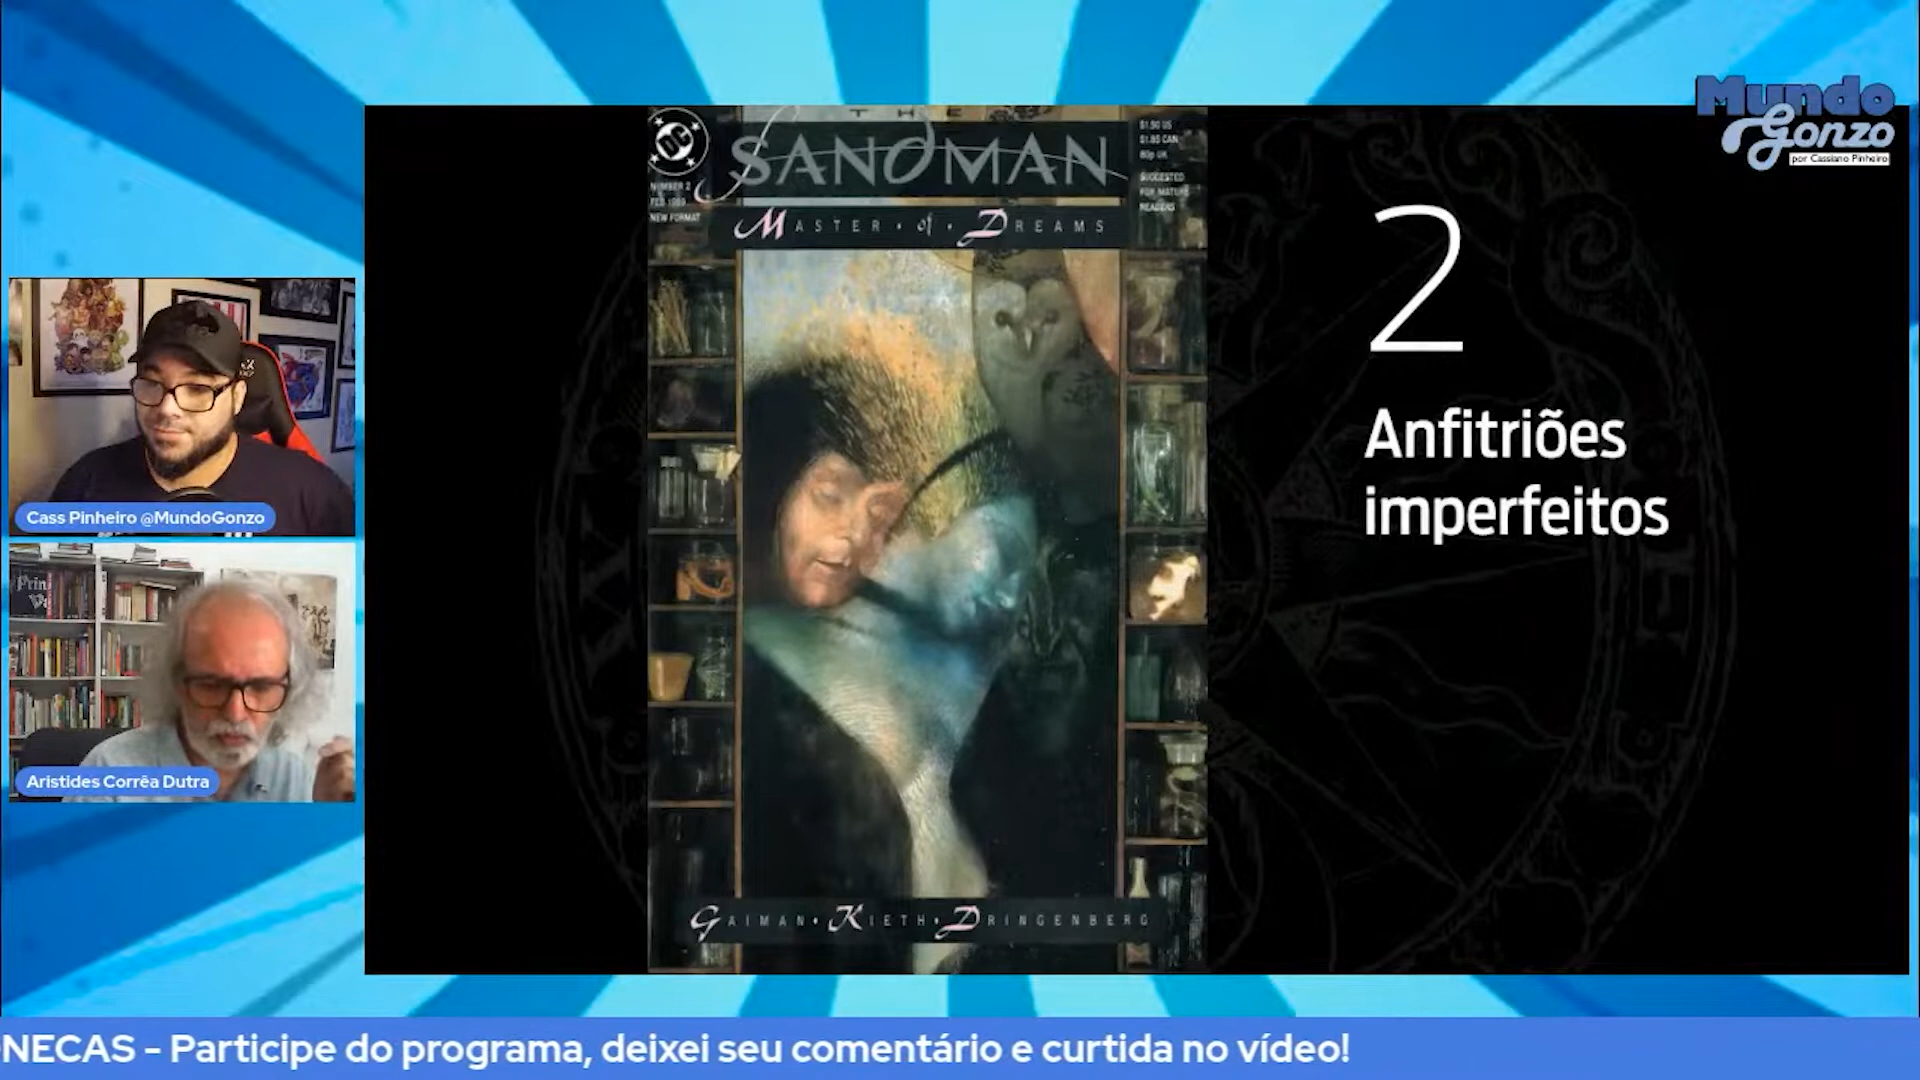 Mundo
Gonzo
por Cassiano Pinheiro
THE
SANDMAN
MASTER • of • DREAMS
DC
NUMBER 2
FEB 1989
NEW FORMAT
$1.50 US
$1.85 CAN
80p UK
SUGGESTED
FOR MATURE
READERS
GAIMAN • KIETH • DRINGENBERG
2
Anfitriões
imperfeitos
Cass Pinheiro @MundoGonzo
Aristides Corrêa Dutra
NECAS - Participe do programa, deixei seu comentário e curtida no vídeo!